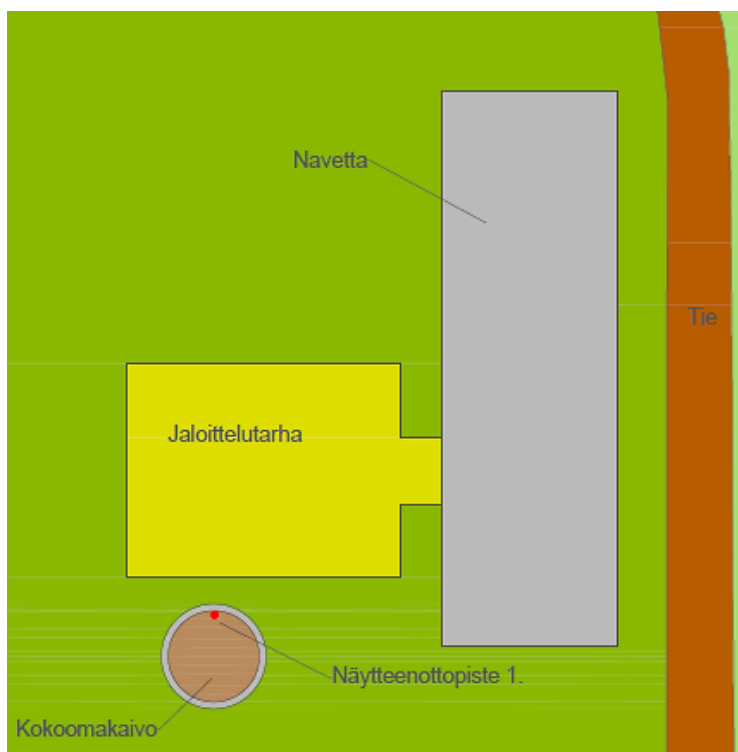 Navetta
Tie
Jaloittelutarha
Näytteenottopiste 1.
Kokoomakaivo